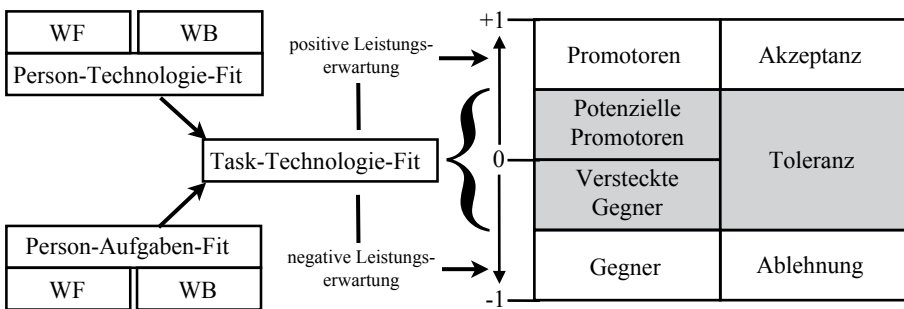 WF
WB
Person-Technologie-Fit
Task-Technologie-Fit
Person-Aufgaben-Fit
WF
WB
positive Leistungs-
erwartung
negative Leistungs-
erwartung
+1
0
-1
Promotoren
Akzeptanz
Potenzielle
Promotoren
Toleranz
Versteckte
Gegner
Gegner
Ablehnung